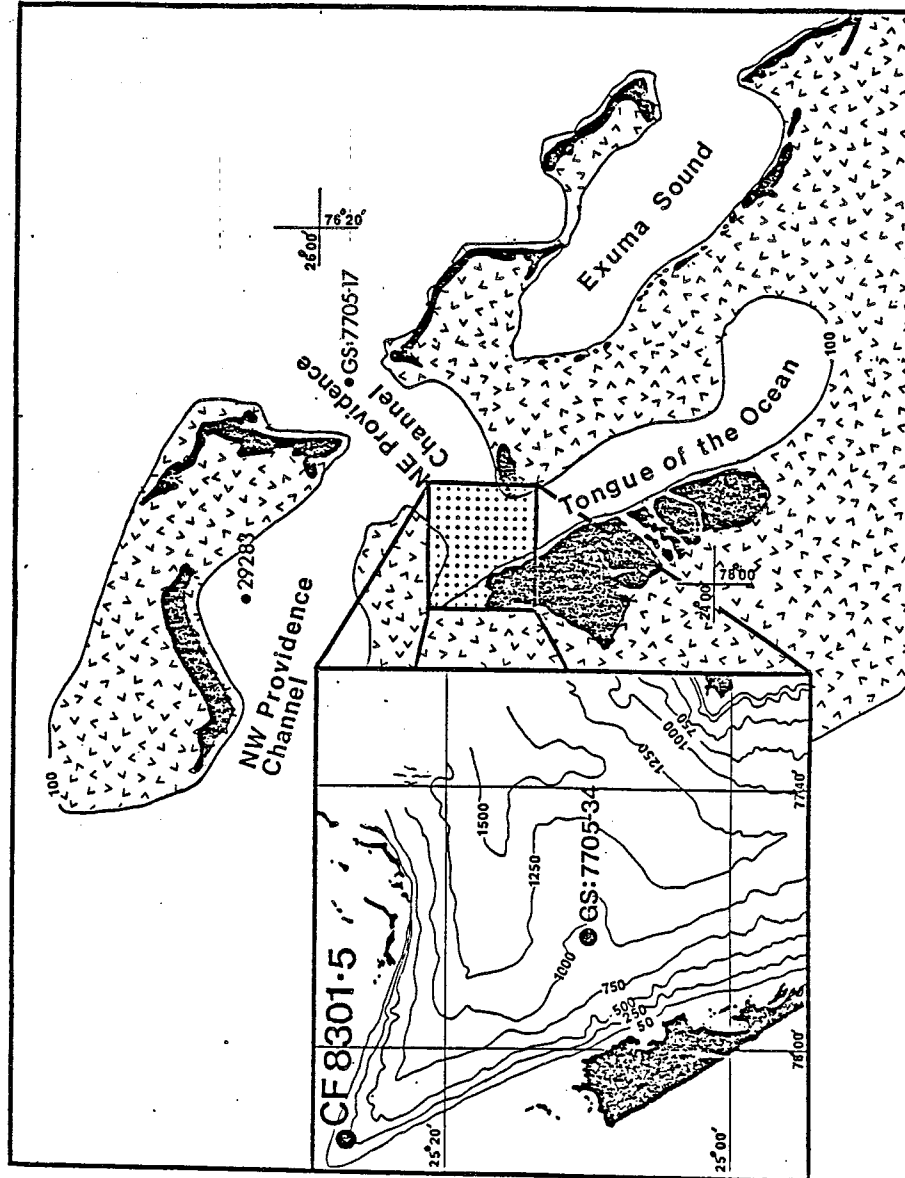 100
NW Providence
Channel
• 29283
NE Providence
Channel
• GS:7705-17
26°00'
76°20'
Exuma Sound
Tongue of the Ocean
100
24°00'
78°00'
CF 8301-5
GS:7705-34
1500
1250
1000
750
500
250
50
750
1000
1250
25°20'
25°00'
78°00'
77°40'